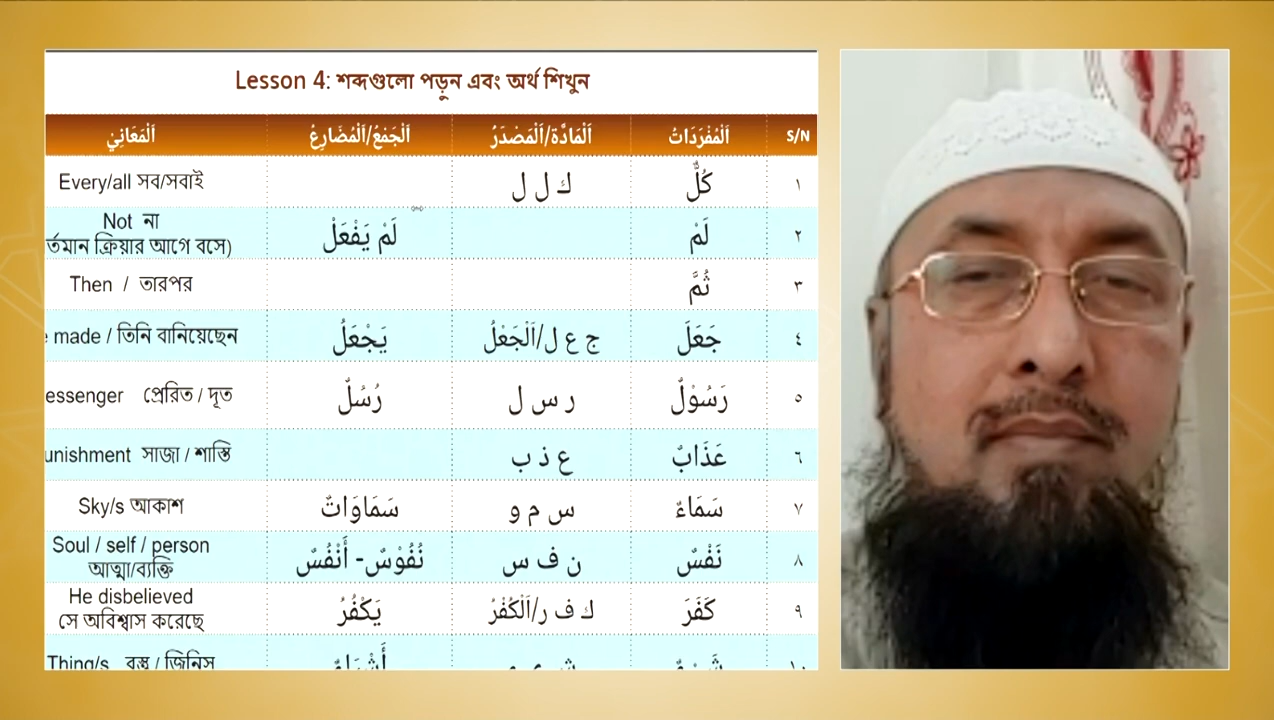 Lesson 4: শব্দগুলো পড়ুন এবং অর্থ শিখুন
S/N اَلْمُفْرَدَاتُ اَلْمَادَّة/اَلْمَصْدَرُ اَلْجَمْعُ/اَلْمُضَارِعُ اَلْمَعَانِيْ
١ كُلٌّ ك ل ل Every/all সব/সবাই
٢ لَمْ لَمْ يَفْعَلْ Not না
র্তমান ক্রিয়ার আগে বসে)
٣ ثُمَّ Then / তারপর
٤ جَعَلَ ج ع ل/اَلْجَعْلُ يَجْعَلُ made / তিনি বানিয়েছেন
٥ رَسُوْلٌ ر س ل رُسُلٌ essenger প্রেরিত / দূত
٦ عَذَابٌ ع ذ ب unishment সাজা / শাস্তি
٧ سَمَاءٌ س م و سَمَاوَاتٌ Sky/s আকাশ
٨ نَفْسٌ ن ف س نُفُوْسٌ- أَنْفُسٌ Soul / self / person
আত্মা/ব্যক্তি
٩ كَفَرَ ك ف ر/اَلْكُفْرُ يَكْفُرُ He disbelieved
সে অবিশ্বাস করেছে
Thing/s বস্তু / জিনিস